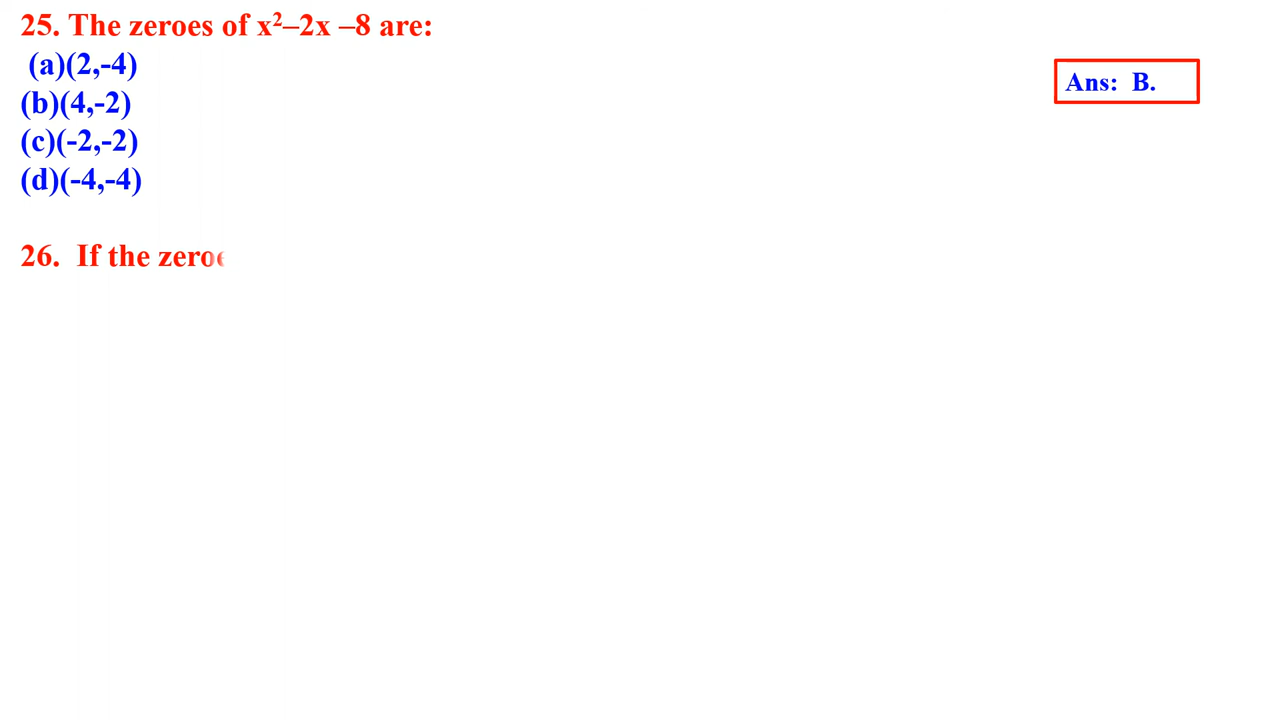 25. The zeroes of x²–2x –8 are:
(a)(2,-4)
Ans: B.
(b)(4,-2)
(c)(-2,-2)
(d)(-4,-4)
26. If the